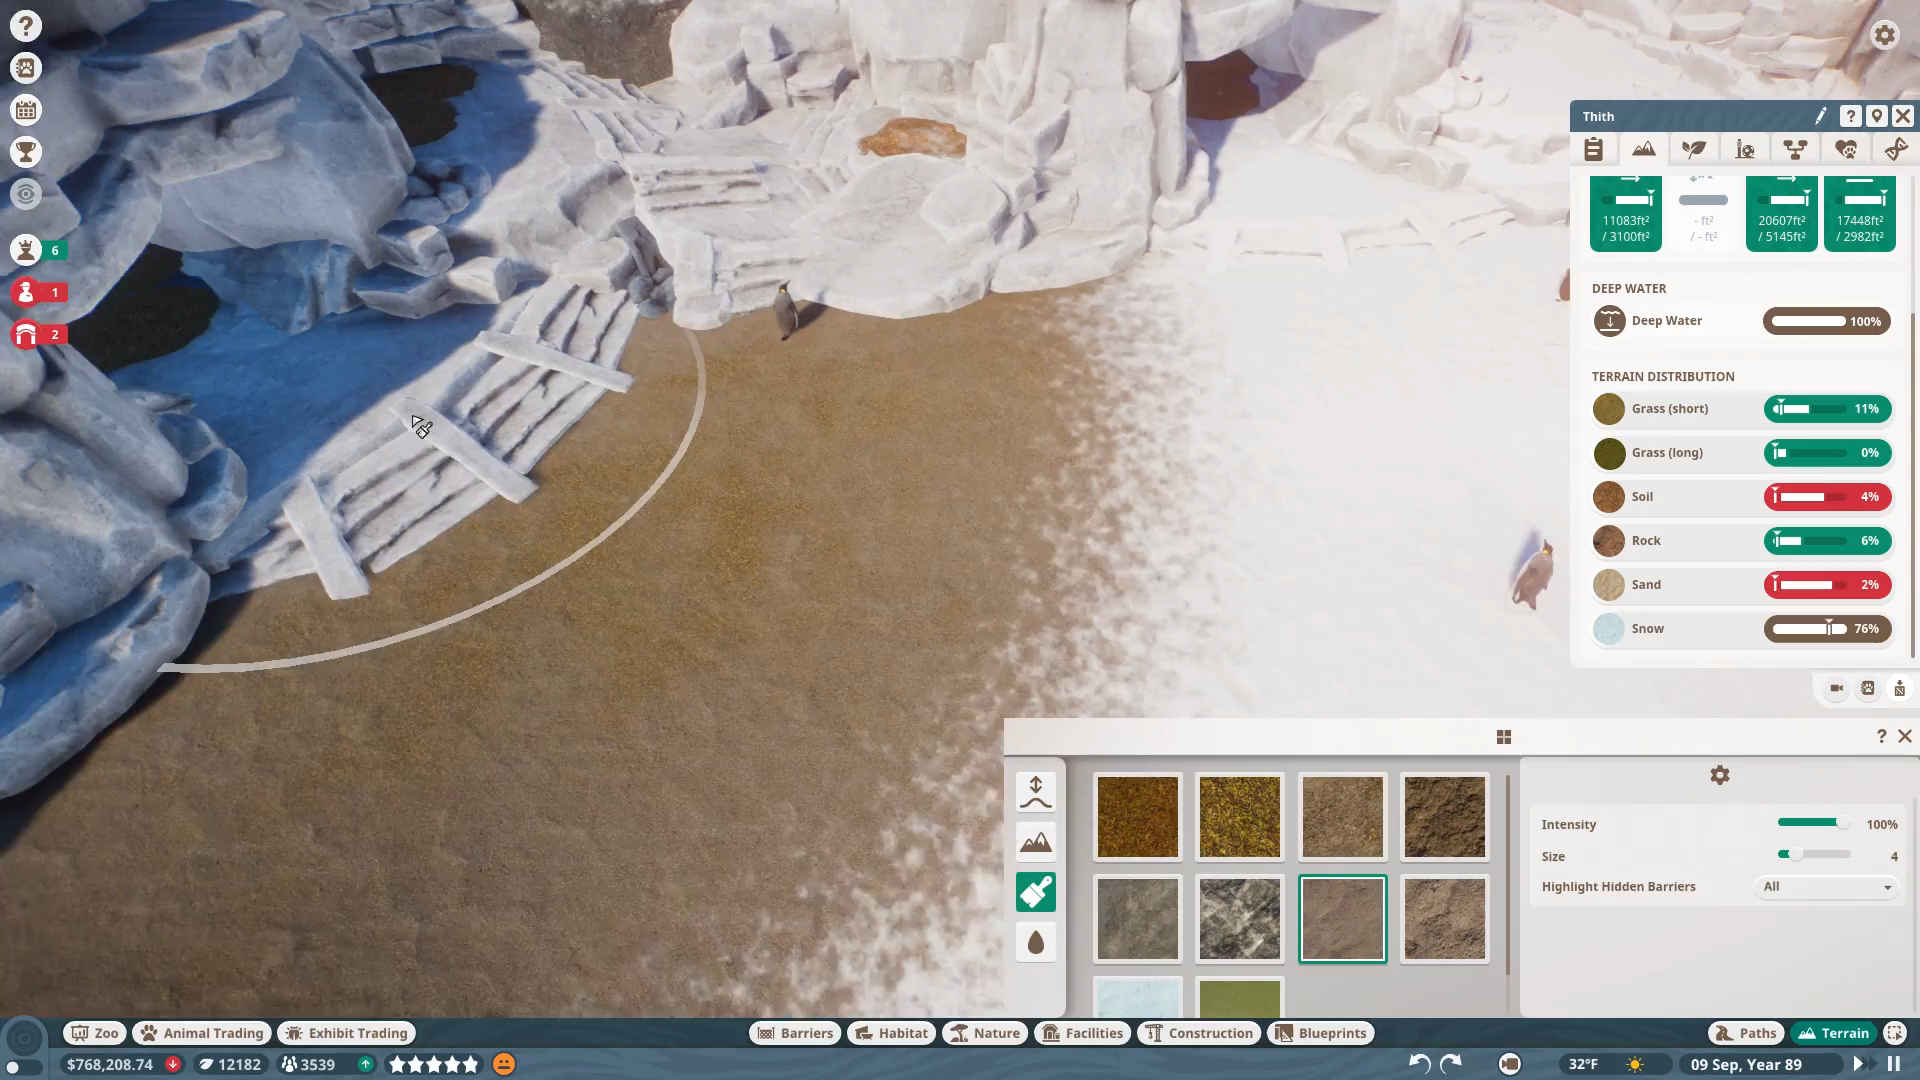 Thith
11083ft² - ft² 20607ft² 17448ft²
/ 3100ft² / - ft² / 5145ft² / 2982ft²
DEEP WATER
Deep Water 100%
TERRAIN DISTRIBUTION
Grass (short) 11%
Grass (long) 0%
Soil 4%
Rock 6%
Sand 2%
Snow 76%
6
1
2
Intensity 100%
Size 4
Highlight Hidden Barriers All
Zoo Animal Trading Exhibit Trading Barriers Habitat Nature Facilities Construction Blueprints Paths Terrain
$768,208.74 12182 3539 32°F 09 Sep, Year 89